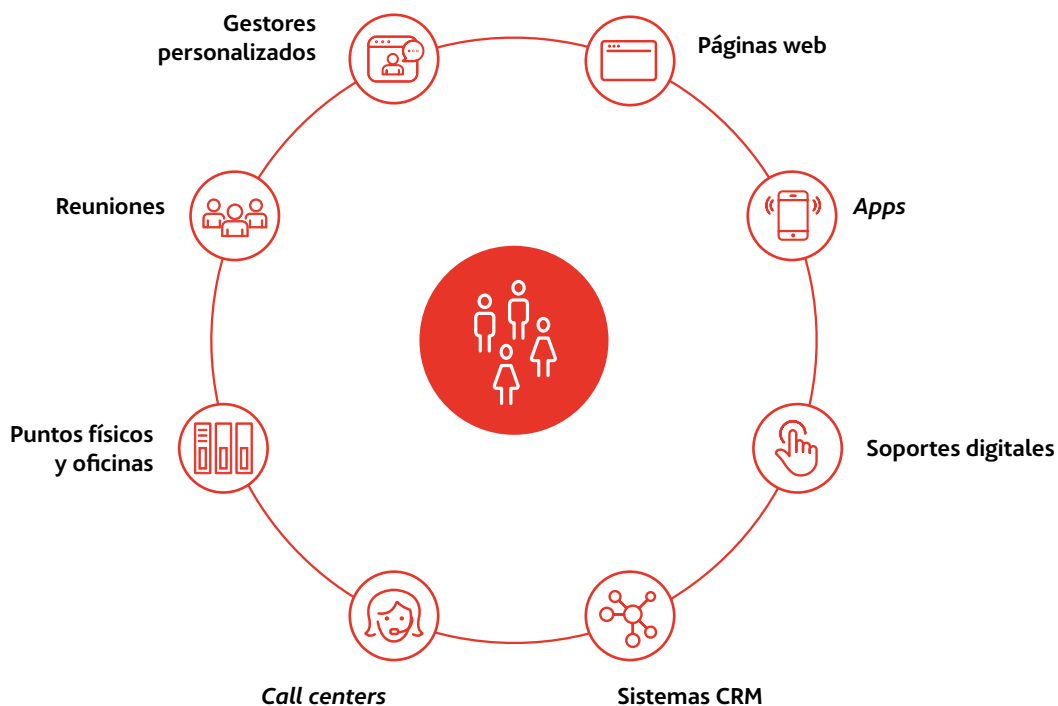 Gestores
personalizados
Páginas web
Reuniones
Apps
Puntos físicos
y oficinas
Soportes digitales
Call centers
Sistemas CRM